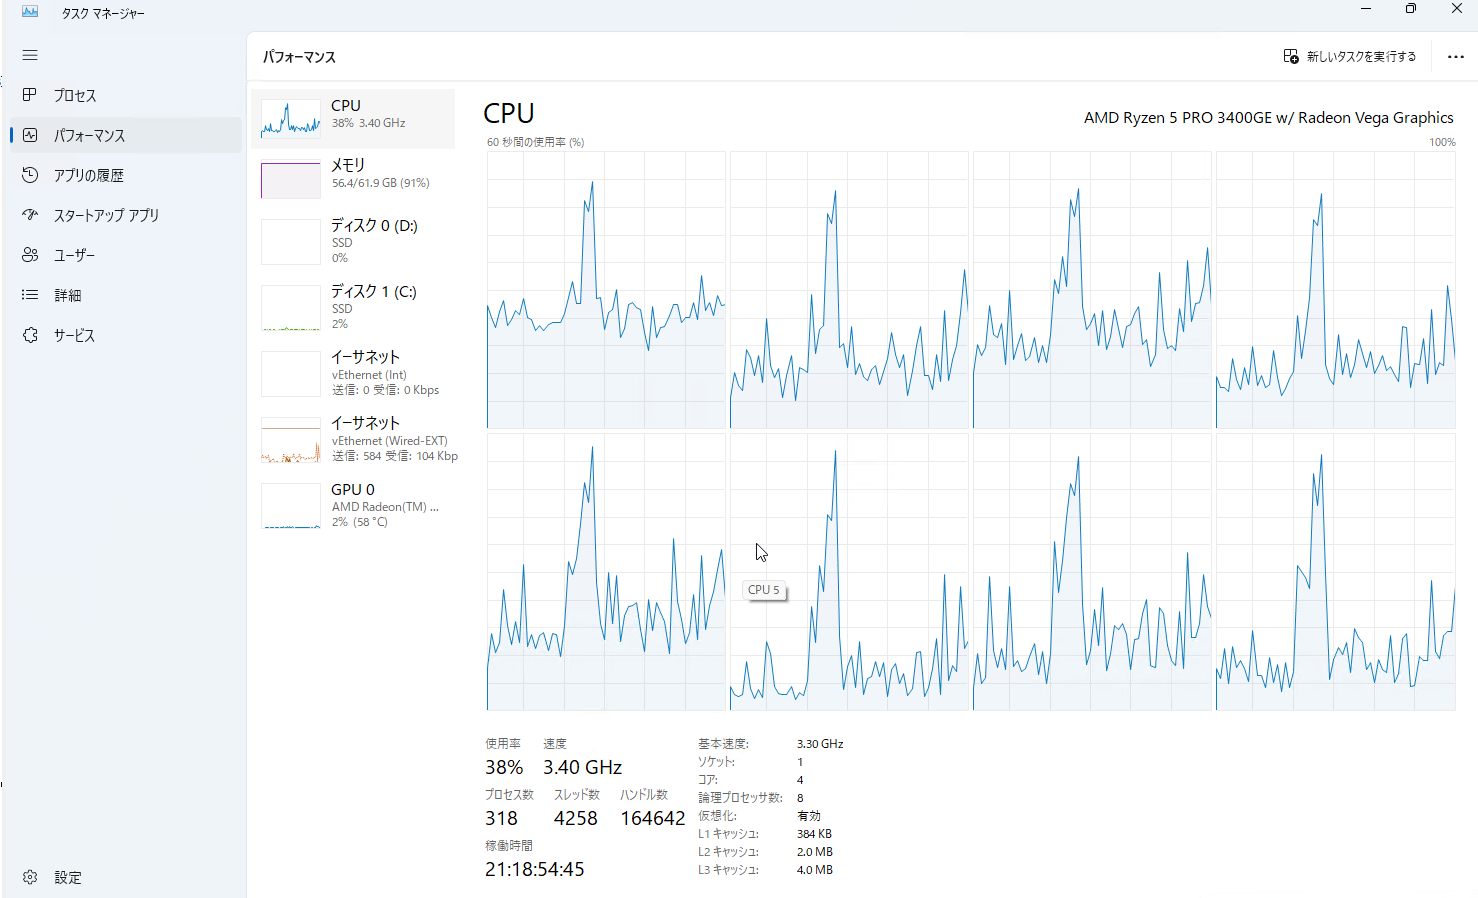 タスク マネージャー
パフォーマンス
新しいタスクを実行する
プロセス
パフォーマンス
アプリの履歴
スタートアップ アプリ
ユーザー
詳細
サービス
設定
CPU
38% 3.40 GHz
メモリ
56.4/61.9 GB (91%)
ディスク 0 (D:)
SSD
0%
ディスク 1 (C:)
SSD
2%
イーサネット
vEthernet (Int)
送信: 0 受信: 0 Kbps
イーサネット
vEthernet (Wired-EXT)
送信: 584 受信: 104 Kbp
GPU 0
AMD Radeon(TM) ...
2% (58 °C)
CPU
AMD Ryzen 5 PRO 3400GE w/ Radeon Vega Graphics
60 秒間の使用率 (%)
100%
CPU 5
使用率 速度
38% 3.40 GHz
プロセス数 スレッド数 ハンドル数
318 4258 164642
稼働時間
21:18:54:45
基本速度: 3.30 GHz
ソケット: 1
コア: 4
論理プロセッサ数: 8
仮想化: 有効
L1 キャッシュ: 384 KB
L2 キャッシュ: 2.0 MB
L3 キャッシュ: 4.0 MB